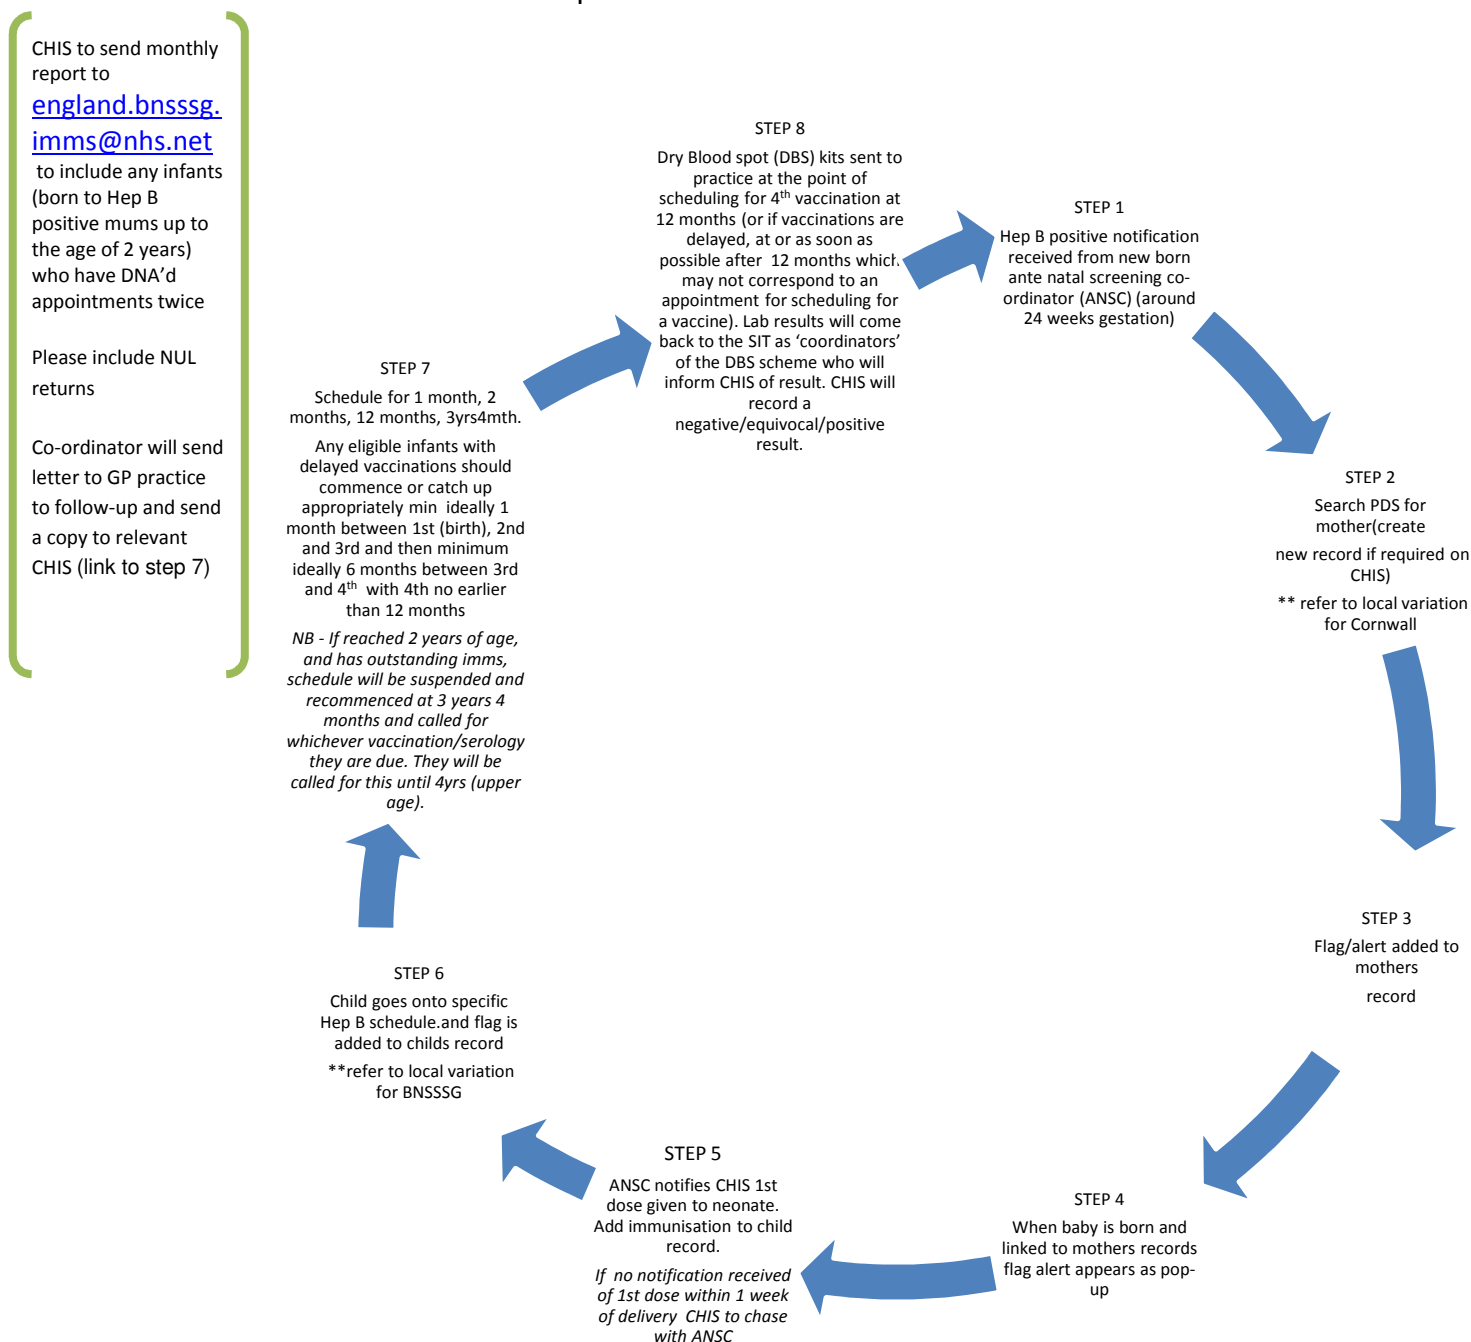 CHIS to send monthly
report to
england.bnsssg.
imms@nhs.net
to include any infants
(born to Hep B
positive mums up to
the age of 2 years)
who have DNA’d
appointments twice
Please include NUL
returns
Co-ordinator will send
letter to GP practice
to follow-up and send
a copy to relevant
CHIS (link to step 7)
STEP 1
Hep B positive notification
received from new born
ante natal screening co-
ordinator (ANSC) (around
24 weeks gestation)
STEP 2
Search PDS for
mother(create
new record if required on
CHIS)
** refer to local variation
for Cornwall
STEP 3
Flag/alert added to
mothers
record
STEP 4
When baby is born and
linked to mothers records
flag alert appears as pop-
up
STEP 5
ANSC notifies CHIS 1st
dose given to neonate.
Add immunisation to child
record.
If no notification received
of 1st dose within 1 week
of delivery CHIS to chase
with ANSC
STEP 6
Child goes onto specific
Hep B schedule.and flag is
added to childs record
**refer to local variation
for BNSSSG
STEP 7
Schedule for 1 month, 2
months, 12 months, 3yrs4mth.
Any eligible infants with
delayed vaccinations should
commence or catch up
appropriately min ideally 1
month between 1st (birth), 2nd
and 3rd and then minimum
ideally 6 months between 3rd
and 4th with 4th no earlier
than 12 months
NB - If reached 2 years of age,
and has outstanding imms,
schedule will be suspended and
recommenced at 3 years 4
months and called for
whichever vaccination/serology
they are due. They will be
called for this until 4yrs (upper
age).
STEP 8
Dry Blood spot (DBS) kits sent to
practice at the point of
scheduling for 4th vaccination at
12 months (or if vaccinations are
delayed, at or as soon as
possible after 12 months which
may not correspond to an
appointment for scheduling for
a vaccine). Lab results will come
back to the SIT as ‘coordinators’
of the DBS scheme who will
inform CHIS of result. CHIS will
record a
negative/equivocal/positive
result.